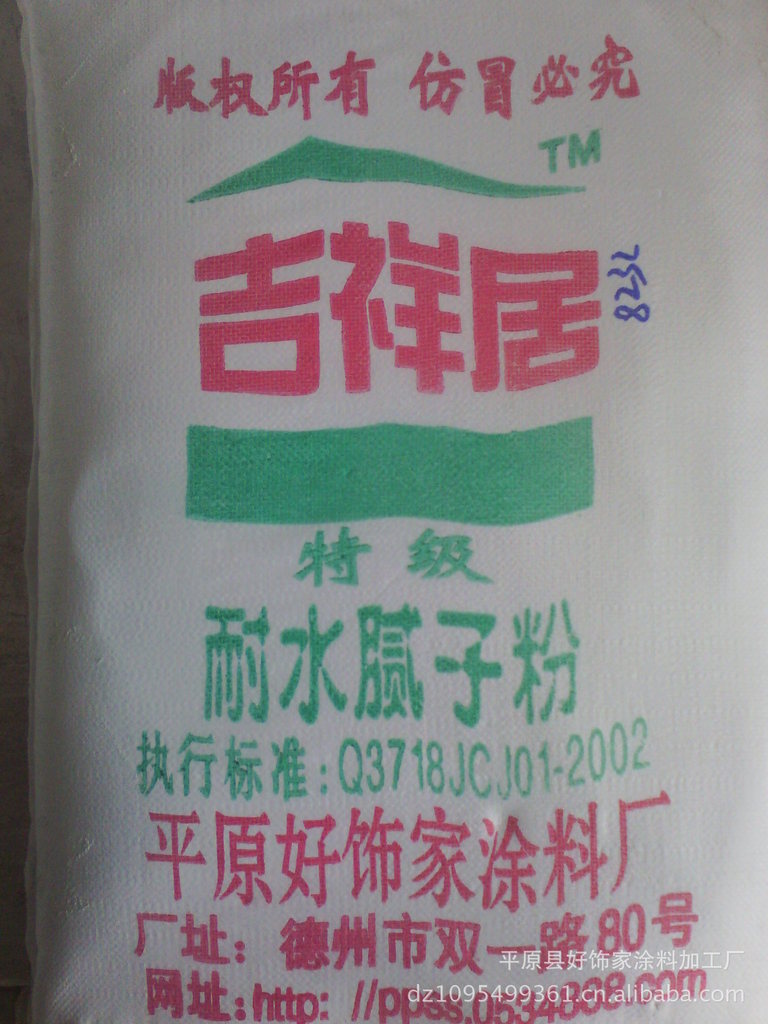 版权所有 仿冒必究
TM
吉祥居
8232
特级
耐水腻子粉
执行标准:Q3718JCJ01-2002
平原好饰家涂料厂
厂址:德州市双一路80号
平原县好饰家涂料加工厂
网址:http: //ppss.0534888.com
dz1095499361.cn.alibaba.com